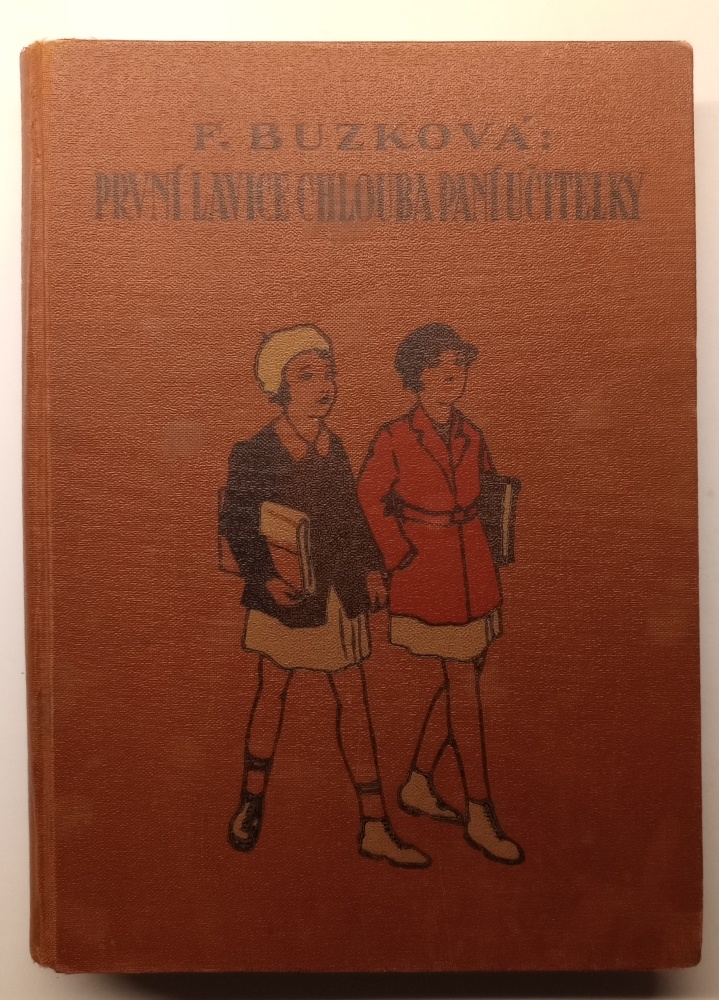 F. BUZKOVÁ:
PRVNÍ LAVICE CHLOUBA PANÍ UČITELKY